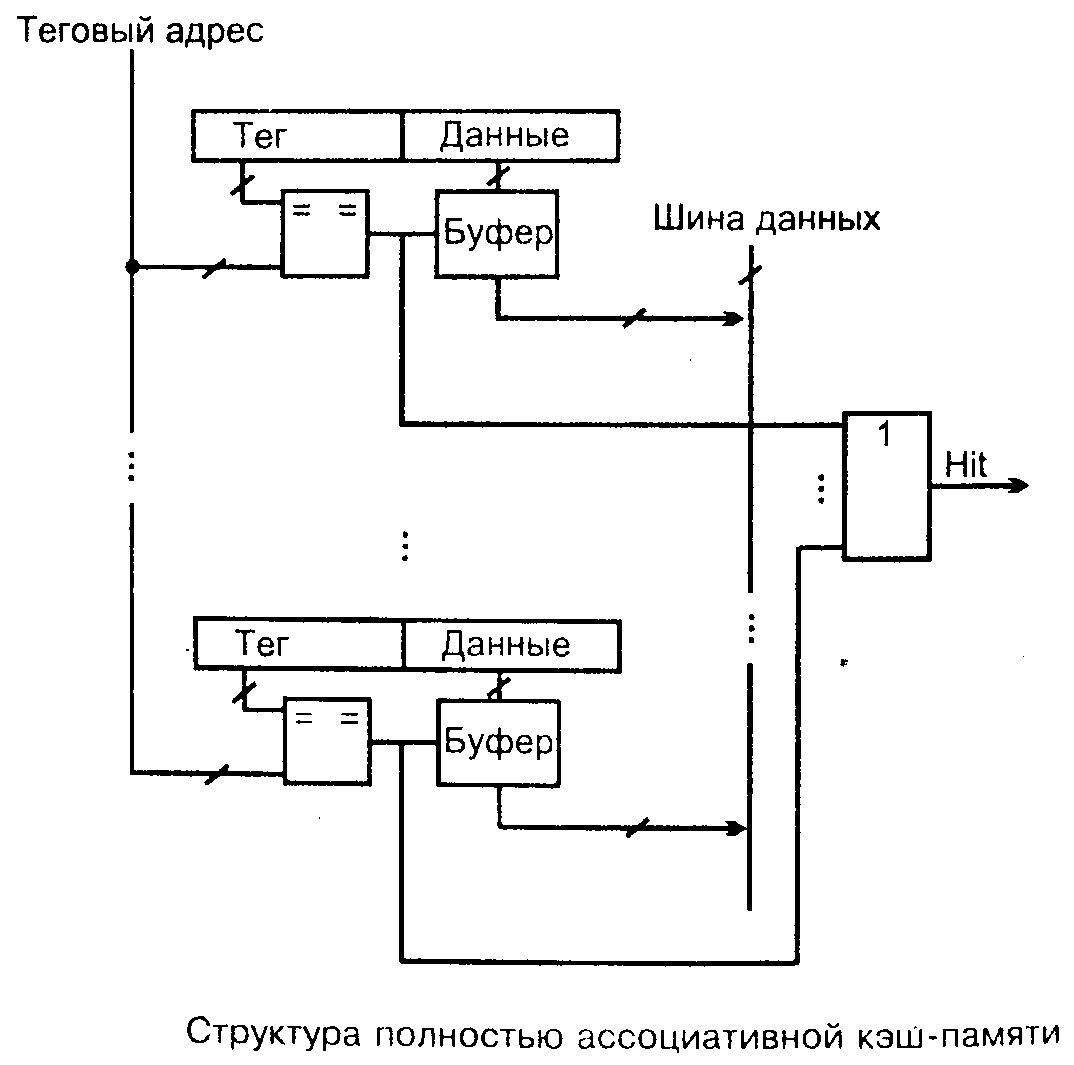 Теговый адрес
Тег Данные
= =
Буфер
Шина данных
1
Hit
...
...
...
...
Тег Данные
= =
Буфер
Структура полностью ассоциативной кэш-памяти